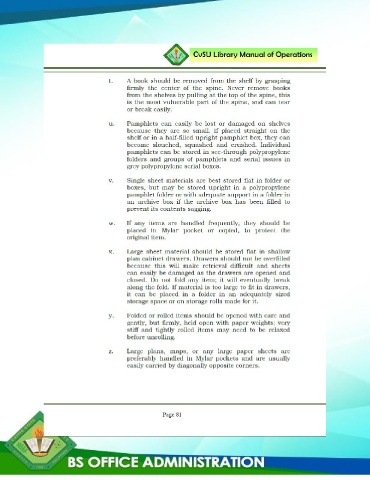 CvSU Library Manual of Operations
t. A book should be removed from the shelf by grasping
firmly the center of the spine. Never remove books
from the shelves by pulling at the top of the spine, this
is the most vulnerable part of the spine, and can tear
or break easily.
u. Pamphlets can easily be lost or damaged on shelves
because they are so small. If placed straight on the
shelf or in a half-filled upright pamphlet box, they can
become slouched, squashed and crushed. Individual
pamphlets can be stored in see-through polypropylene
folders and groups of pamphlets and serial issues in
grey polypropylene serial boxes.
v. Single sheet materials are best stored flat in folder or
boxes, but may be stored upright in a polypropylene
pamphlet folder or with adequate support in a folder in
an archive box if the archive box has been filled to
prevent its contents sagging.
w. If any items are handled frequently, they should be
placed in Mylar pocket or copied, to protect the
original item.
x. Large sheet material should be stored flat in shallow
plan cabinet drawers. Drawers should not be overfilled
because this will make retrieval difficult and sheets
can easily be damaged as the drawers are opened and
closed. Do not fold any item; it will eventually break
along the fold. If material is too large to fit in drawers,
it can be placed in a folder in an adequately sized
storage space or on storage rolls made for it.
y. Folded or rolled items should be opened with care and
gently, but firmly, held open with paper weights; very
stiff and tightly rolled items may need to be relaxed
before unrolling.
z. Large plans, maps, or any large paper sheets are
preferably handled in Mylar pockets and are usually
easily carried by diagonally opposite corners.
Page 81
BS OFFICE ADMINISTRATION